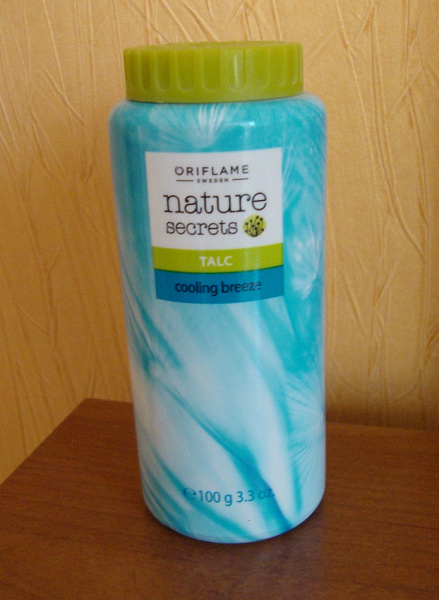 ORIFLAME
SWEDEN
nature
secrets
TALC
cooling breeze
℮100 g 3.3 oz.